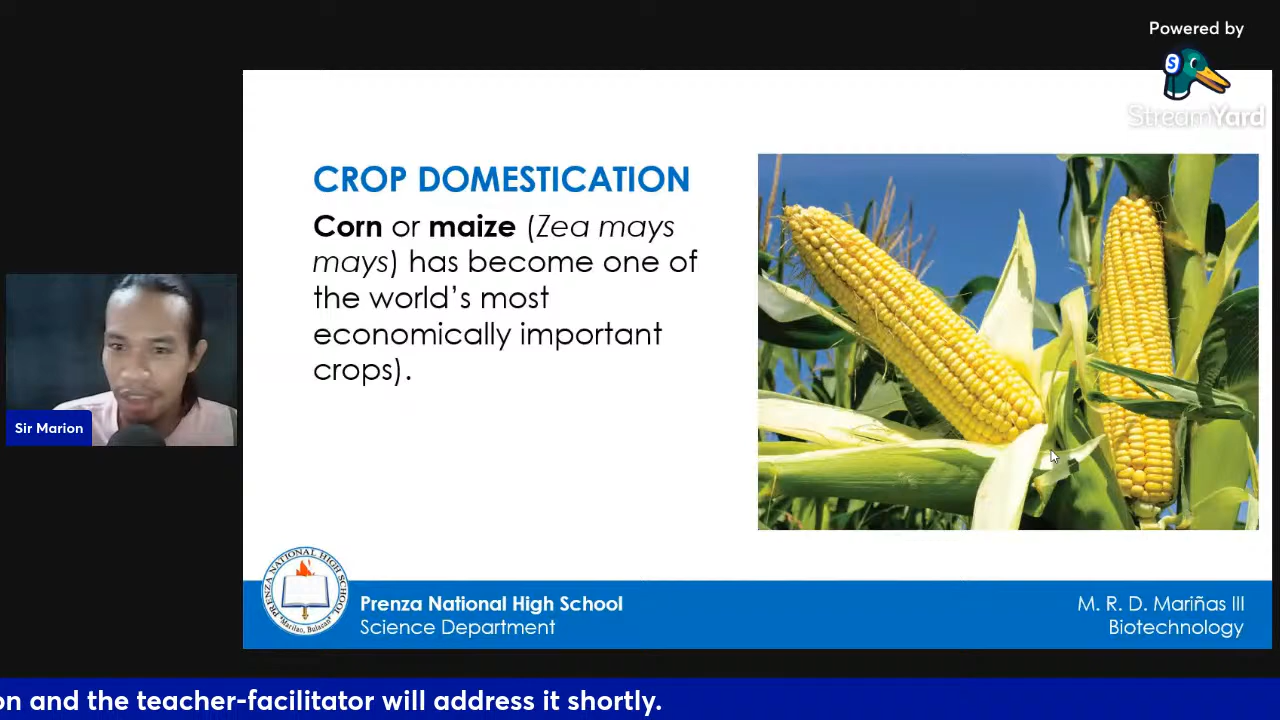 Powered by
S
StreamYard
CROP DOMESTICATION
Corn or maize (Zea mays
mays) has become one of
the world’s most
economically important
crops).
Sir Marion
PRENZA NATIONAL HIGH SCHOOL
Marilao, Bulacan
Prenza National High School
Science Department
M. R. D. Mariñas III
Biotechnology
on and the teacher-facilitator will address it shortly.